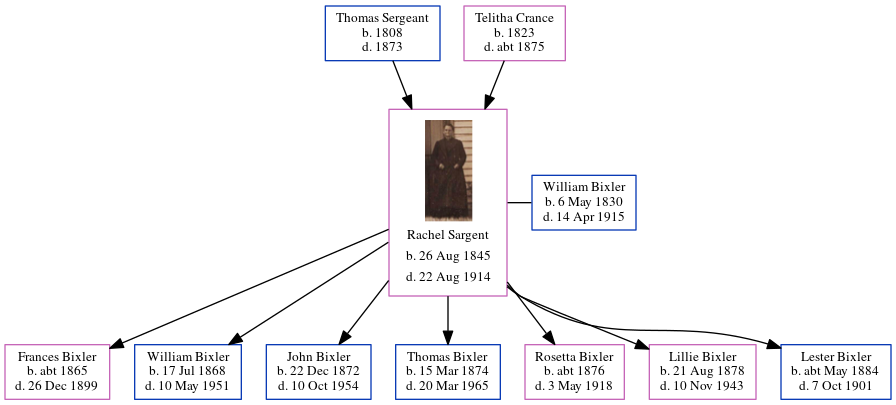 Thomas Sergeant
b. 1808
d. 1873
Telitha Crance
b. 1823
d. abt 1875
Rachel Sargent
b. 26 Aug 1845
d. 22 Aug 1914
William Bixler
b. 6 May 1830
d. 14 Apr 1915
Frances Bixler
b. abt 1865
d. 26 Dec 1899
William Bixler
b. 17 Jul 1868
d. 10 May 1951
John Bixler
b. 22 Dec 1872
d. 10 Oct 1954
Thomas Bixler
b. 15 Mar 1874
d. 20 Mar 1965
Rosetta Bixler
b. abt 1876
d. 3 May 1918
Lillie Bixler
b. 21 Aug 1878
d. 10 Nov 1943
Lester Bixler
b. abt May 1884
d. 7 Oct 1901